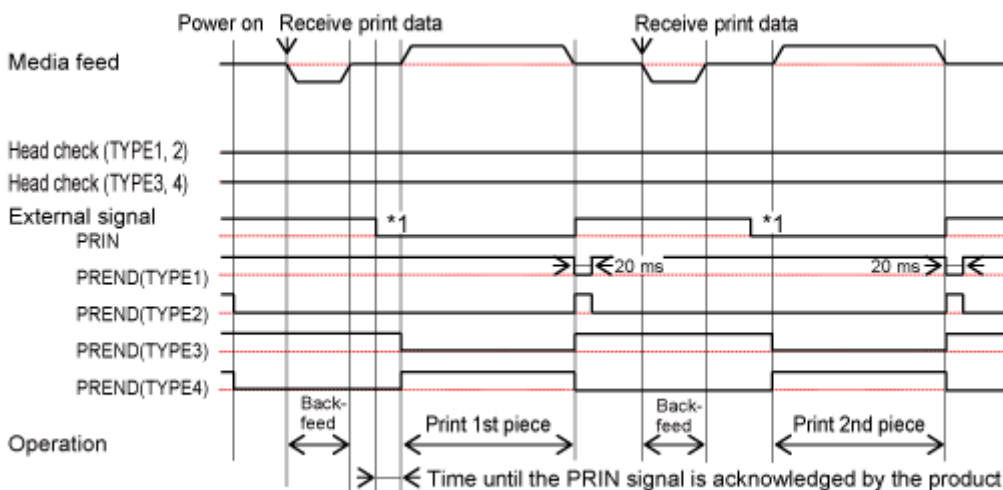 Power on Receive print data Receive print data
Media feed
Head check (TYPE1, 2)
Head check (TYPE3, 4)
External signal
PRIN *1 *1
PREND(TYPE1) 20 ms 20 ms
PREND(TYPE2)
PREND(TYPE3)
PREND(TYPE4)
Back-feed Print 1st piece Back-feed Print 2nd piece
Operation
Time until the PRIN signal is acknowledged by the product